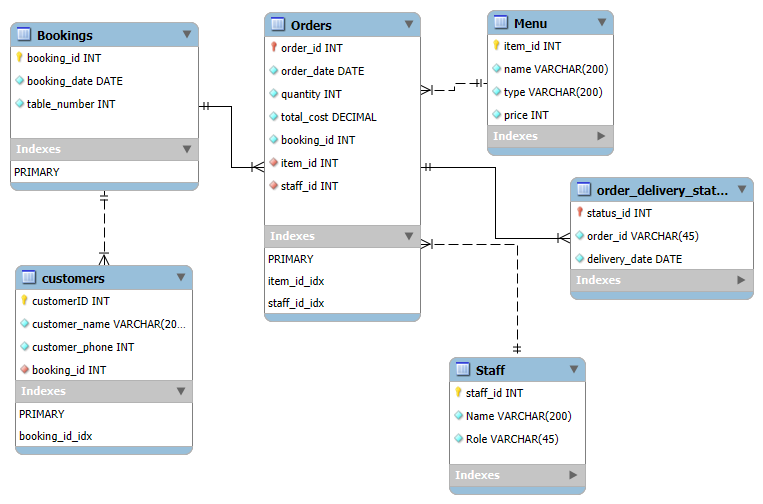 Bookings
booking_id INT
booking_date DATE
table_number INT
Indexes
PRIMARY
Orders
order_id INT
order_date DATE
quantity INT
total_cost DECIMAL
booking_id INT
item_id INT
staff_id INT
Indexes
PRIMARY
item_id_idx
staff_id_idx
Menu
item_id INT
name VARCHAR(200)
type VARCHAR(200)
price INT
Indexes
order_delivery_stat...
status_id INT
order_id VARCHAR(45)
delivery_date DATE
Indexes
customers
customerID INT
customer_name VARCHAR(20...
customer_phone INT
booking_id INT
Indexes
PRIMARY
booking_id_idx
Staff
staff_id INT
Name VARCHAR(200)
Role VARCHAR(45)
Indexes